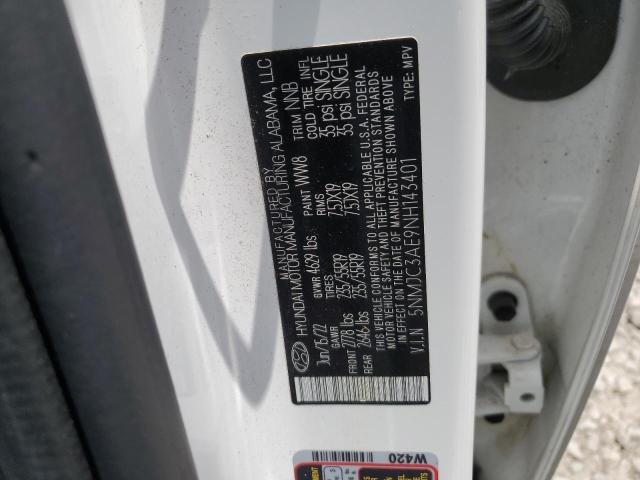 MANUFACTURED BY
HYUNDAI MOTOR MANUFACTURING ALABAMA, LLC
Jun/15/22 GVWR 4629 lbs PAINT WW8 TRIM NNB
GAWR TIRES RIMS COLD TIRE INFL
FRONT 2778 lbs 235/55R19 7.5JX19 35 psi SINGLE
REAR 2646 lbs 235/55R19 7.5JX19 35 psi SINGLE
THIS VEHICLE CONFORMS TO ALL APPLICABLE U.S.A. FEDERAL
MOTOR VEHICLE SAFETY AND THEFT PREVENTION STANDARDS
IN EFFECT ON THE DATE OF MANUFACTURE SHOWN ABOVE
V.I.N 5NMJC3AE9NH143401 TYPE: MPV
W420